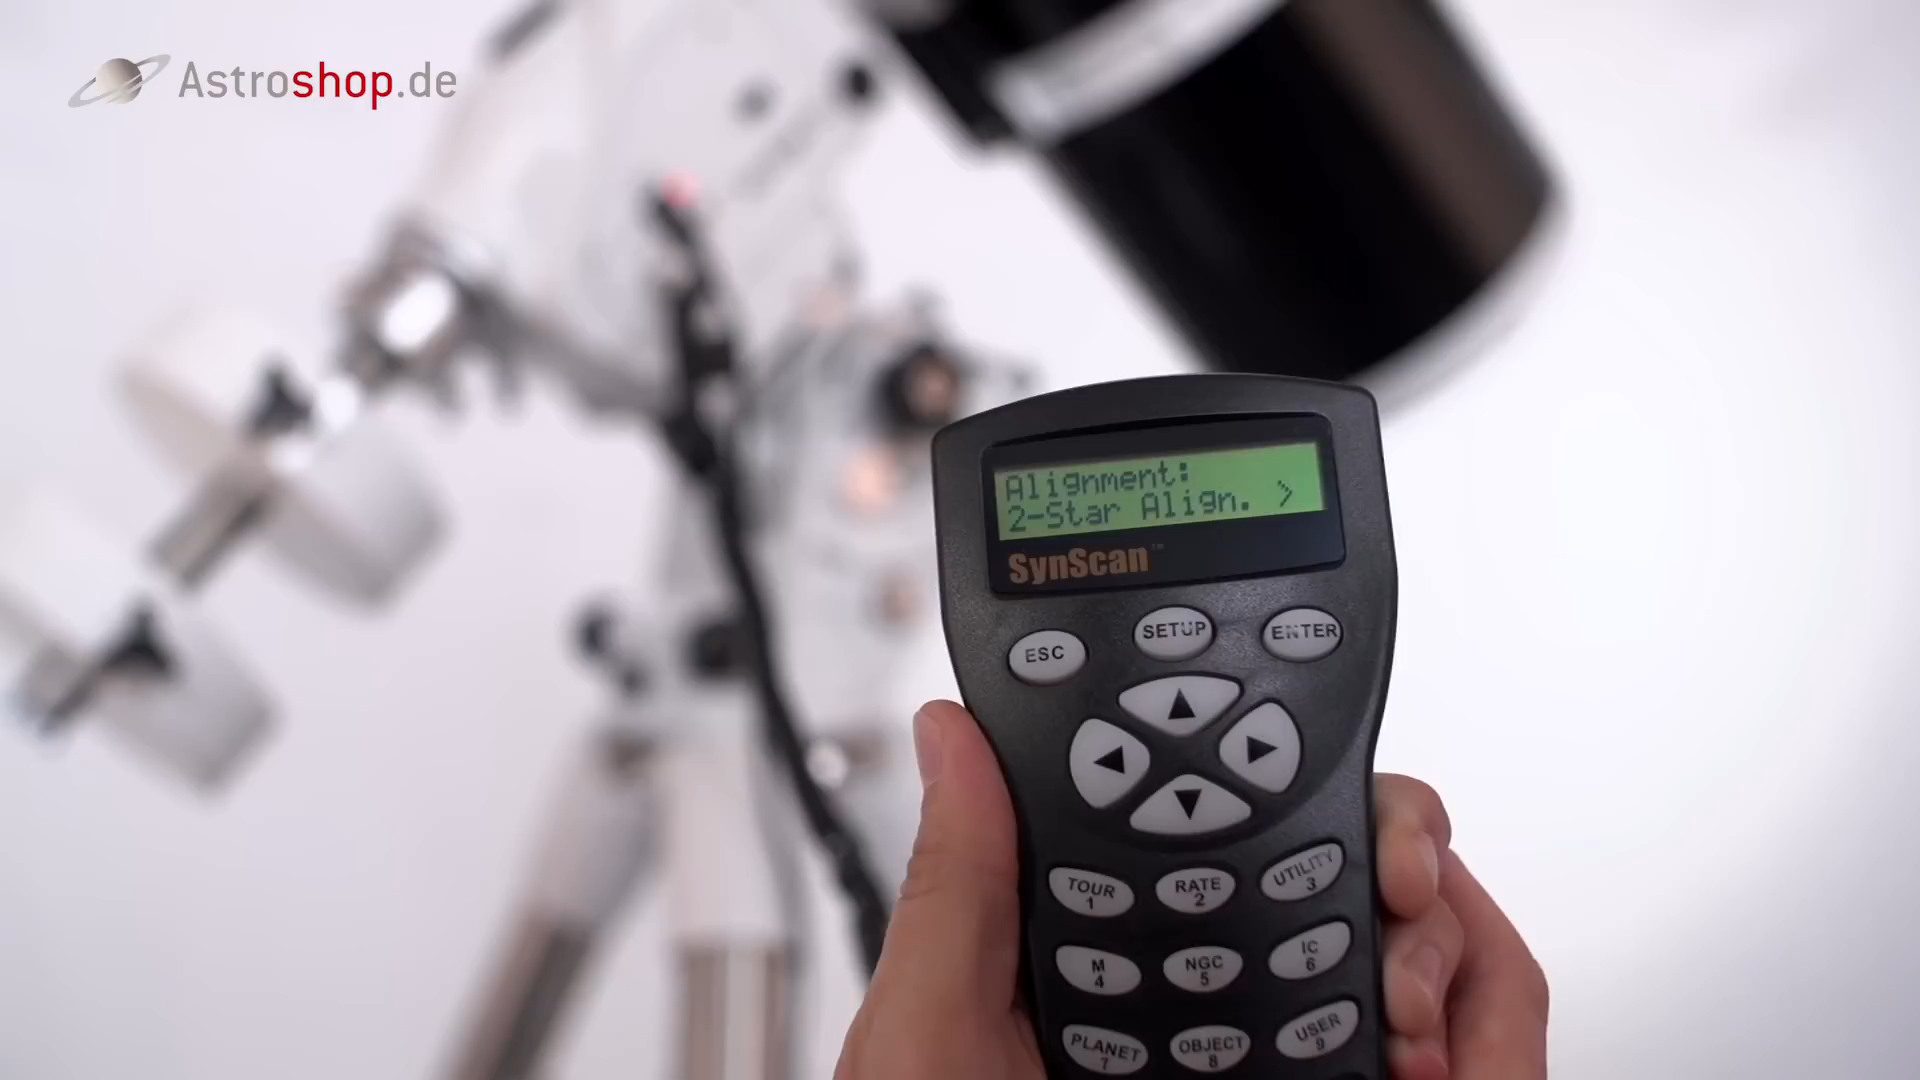 Astroshop.de
Alignment:
2-Star Align. >
SynScan™
ESC
SETUP
ENTER
▲
◀
▶
▼
TOUR
1
RATE
2
UTILITY
3
M
4
NGC
5
IC
6
PLANET
7
OBJECT
8
USER
9